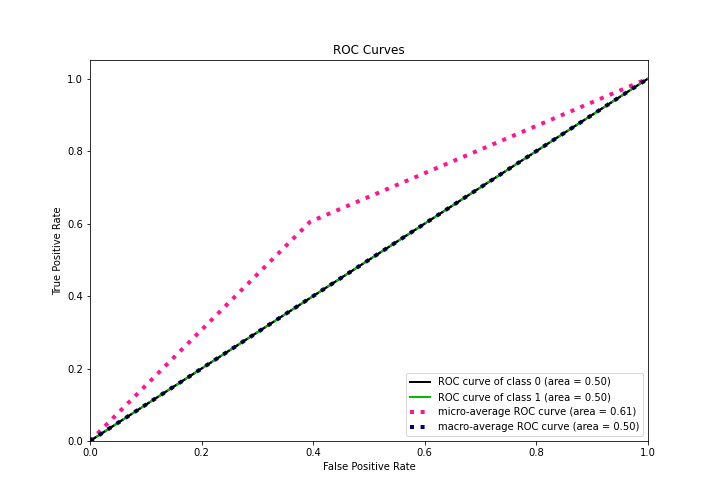 ROC Curves
True Positive Rate
1.0
0.8
0.6
0.4
0.2
0.0
ROC curve of class 0 (area = 0.50)
ROC curve of class 1 (area = 0.50)
micro-average ROC curve (area = 0.61)
macro-average ROC curve (area = 0.50)
0.0 0.2 0.4 0.6 0.8 1.0
False Positive Rate